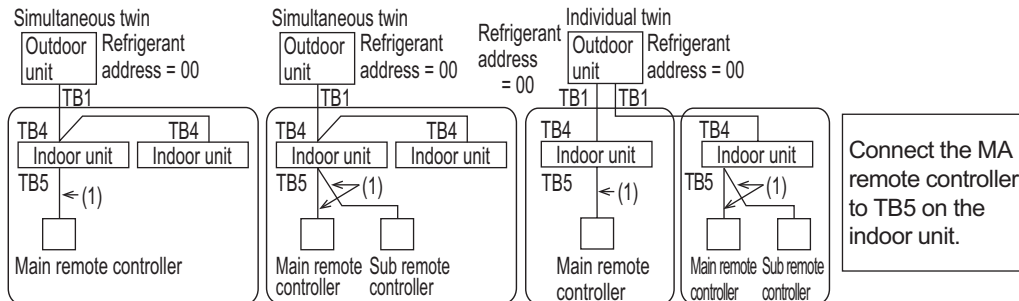 Simultaneous twin
Outdoor
unit
Refrigerant
address = 00
TB1
TB4
TB4
Indoor unit
Indoor unit
TB5
(1)
Main remote controller
Simultaneous twin
Outdoor
unit
Refrigerant
address = 00
TB1
TB4
TB4
Indoor unit
Indoor unit
TB5
(1)
Main remote
controller
Sub remote
controller
Individual twin
Refrigerant
address
= 00
Outdoor
unit
Refrigerant
address = 00
TB1
TB1
TB4
Indoor unit
TB5
(1)
Main remote
controller
TB4
Indoor unit
TB5
(1)
Main remote
controller
Sub remote
controller
Connect the MA
remote controller
to TB5 on the
indoor unit.